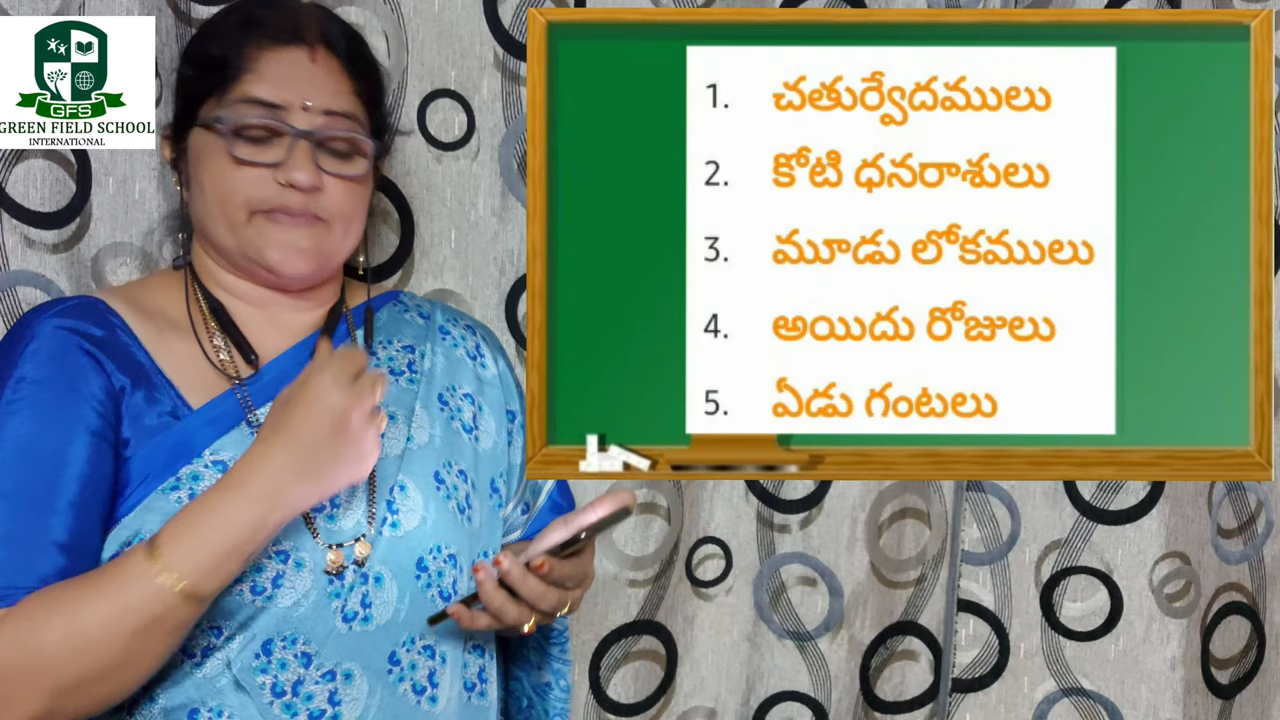 GFS
GREEN FIELD SCHOOL
INTERNATIONAL
1. చతుర్వేదములు
2. కోటి ధనరాశులు
3. మూడు లోకములు
4. అయిదు రోజులు
5. ఏడు గంటలు